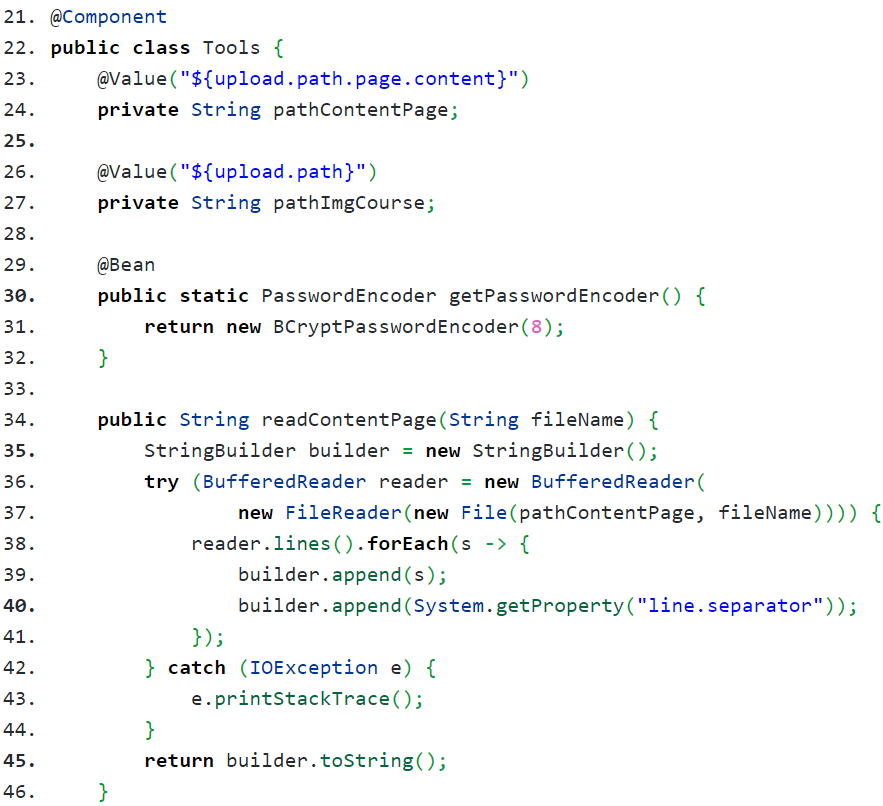 21. @Component
22. public class Tools {
23.     @Value("${upload.path.page.content}")
24.     private String pathContentPage;
25.
26.     @Value("${upload.path}")
27.     private String pathImgCourse;
28.
29.     @Bean
30.     public static PasswordEncoder getPasswordEncoder() {
31.         return new BCryptPasswordEncoder(8);
32.     }
33.
34.     public String readContentPage(String fileName) {
35.         StringBuilder builder = new StringBuilder();
36.         try (BufferedReader reader = new BufferedReader(
37.                 new FileReader(new File(pathContentPage, fileName)))) {
38.             reader.lines().forEach(s -> {
39.                 builder.append(s);
40.                 builder.append(System.getProperty("line.separator"));
41.             });
42.         } catch (IOException e) {
43.             e.printStackTrace();
44.         }
45.         return builder.toString();
46.     }